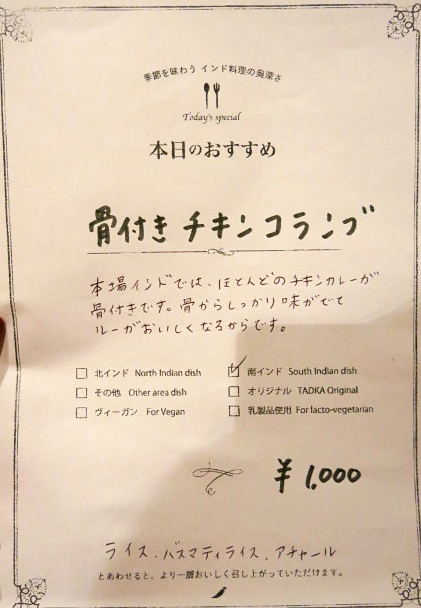 季節を味わう インド料理の奥深さ
Today's special
本日のおすすめ
骨付きチキンコランブ
本場インドでは、ほとんどのチキンカレーが
骨付きです。骨からしっかり味がでて
ルーがおいしくなるからです。
北インド North Indian dish
南インド South Indian dish
その他 Other area dish
オリジナル TADKA Original
ヴィーガン For Vegan
乳製品使用 For lacto-vegetarian
¥1,000
ライス、バスマティライス、アチャール
とあわせると、より一層おいしく召し上がっていただけます。